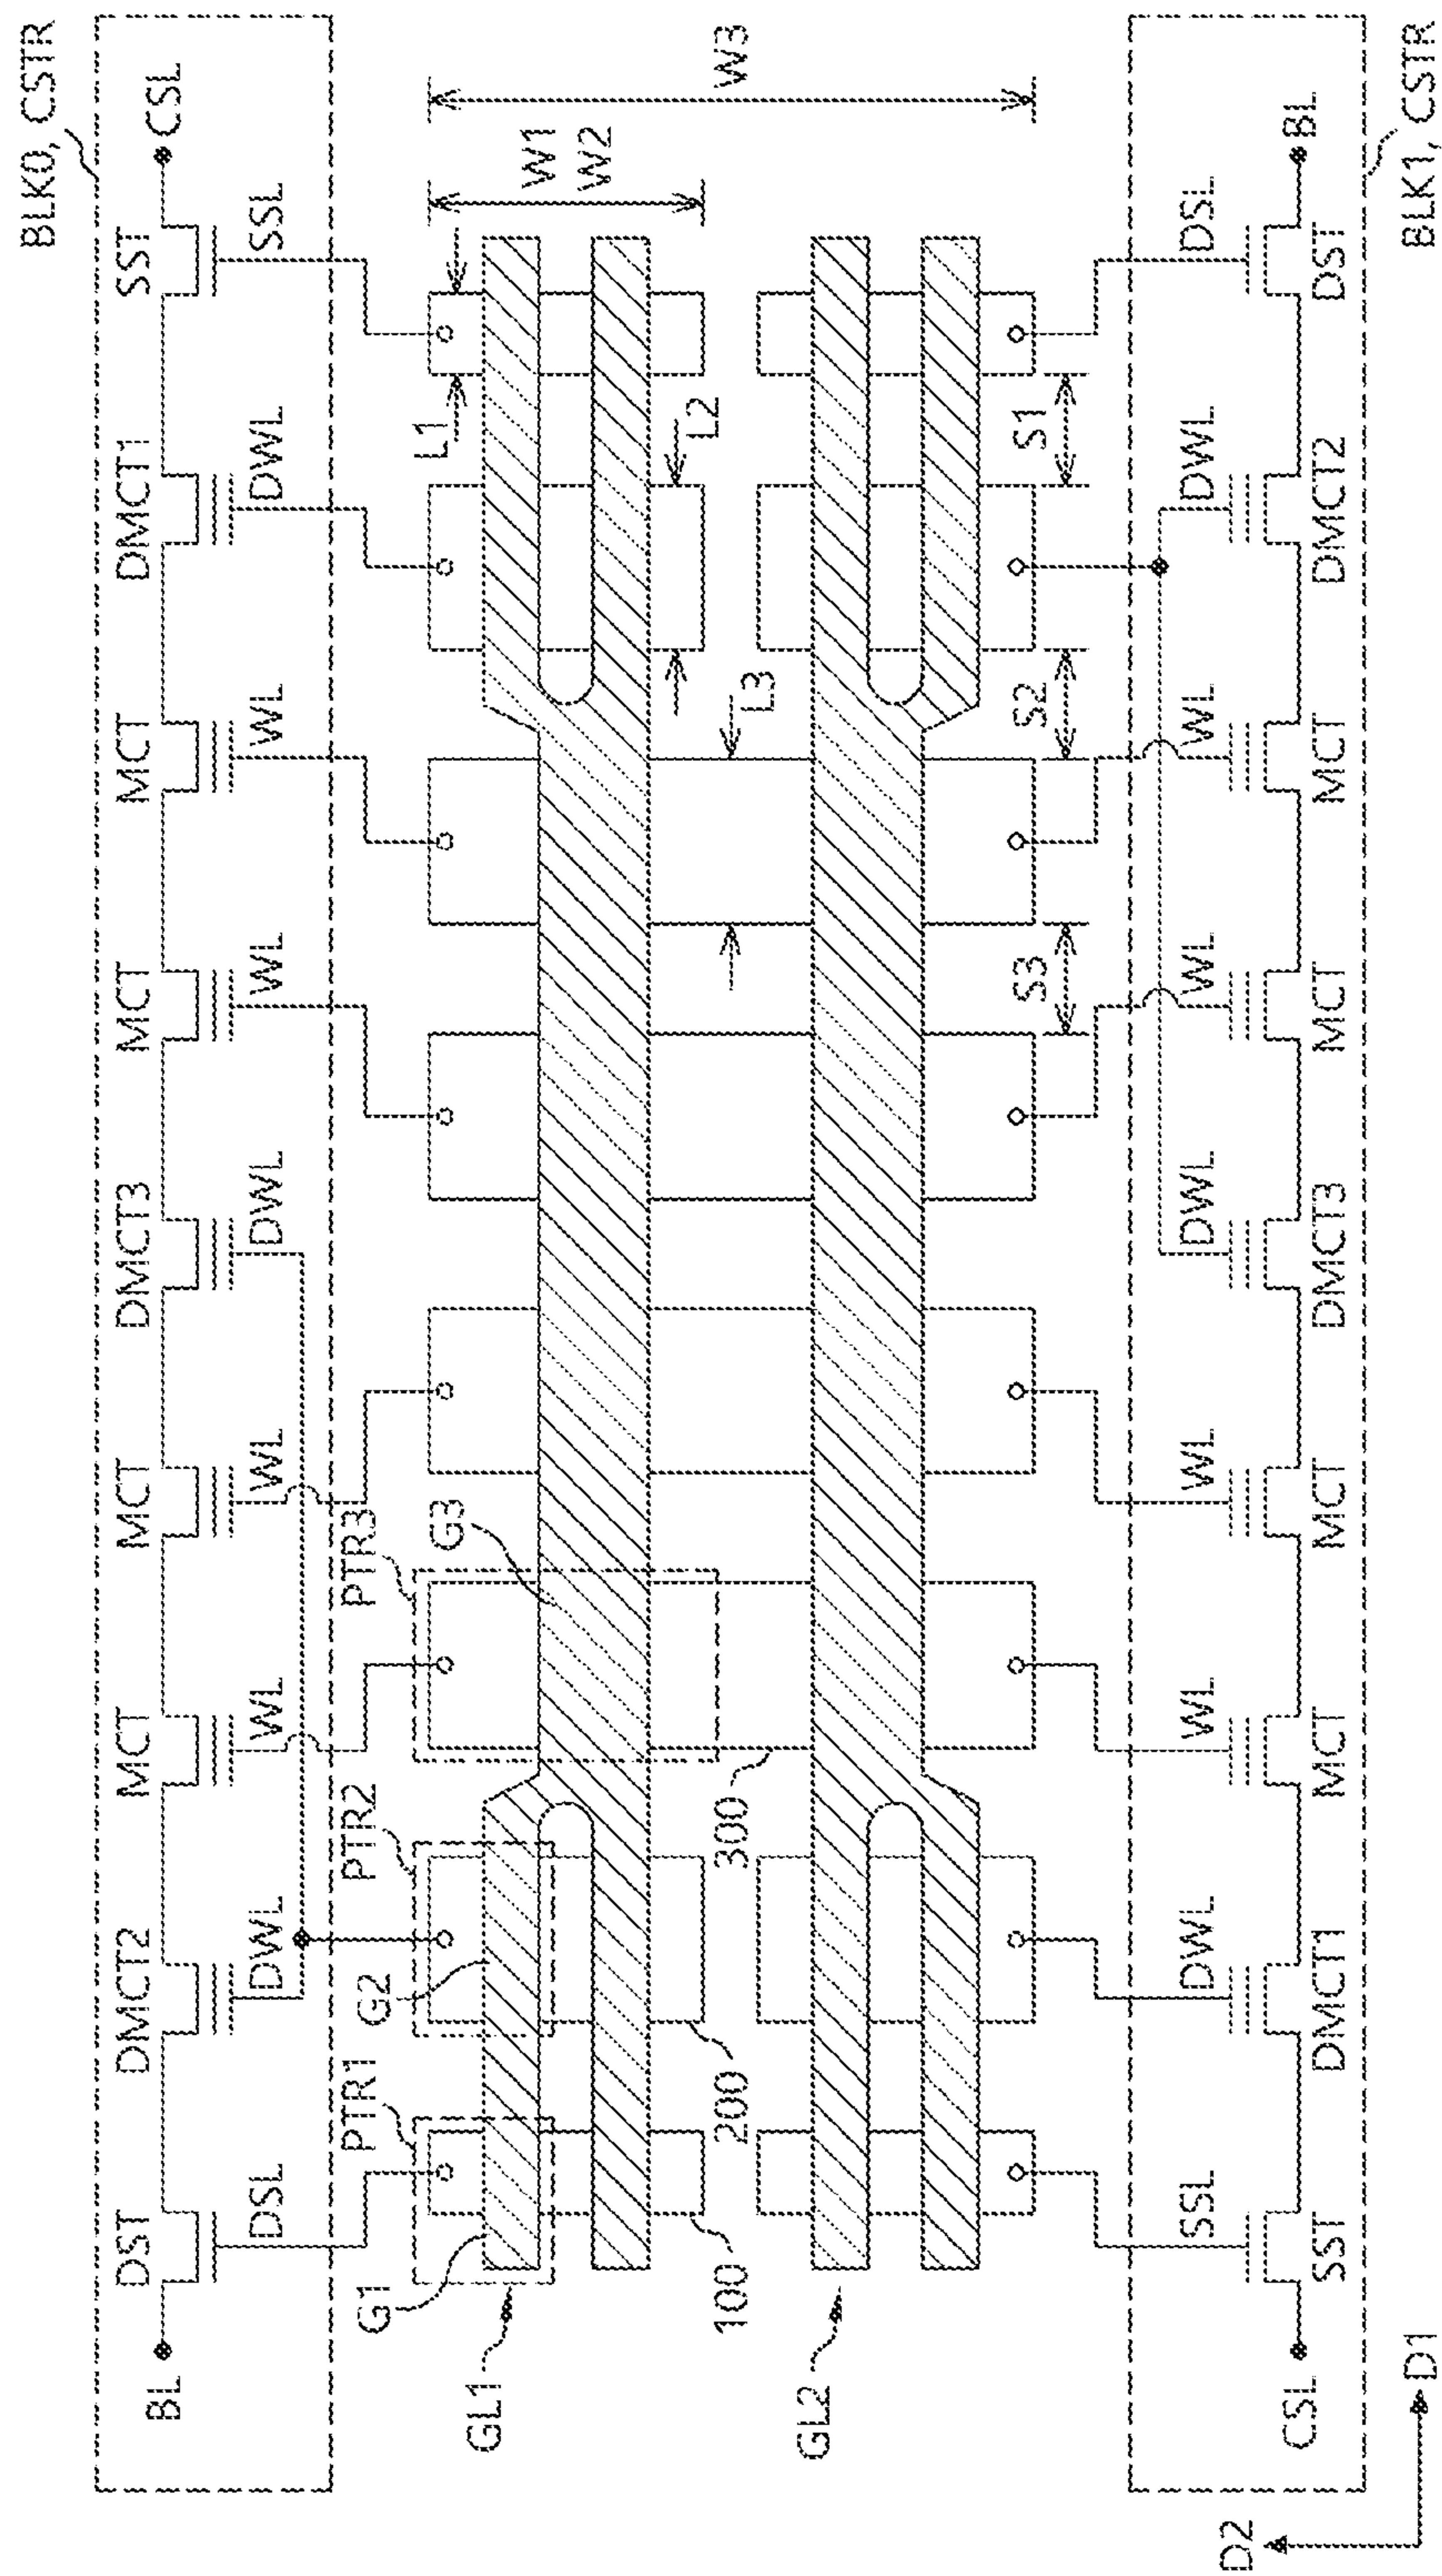 BLK0, CSTR
DST DMCT2 MCT MCT DMCT3 MCT MCT DMCT1 SST
BL CSL
DSL DWL WL WL DWL WL WL DWL SSL
PTR1 PTR2 PTR3
G1 G2 G3 L1
GL1 W1
W2
100 200 300 L3 L2 W3
GL2
S3 S2 S1
SSL DWL WL WL DWL WL WL DWL DSL
CSL BL
SST DMCT1 MCT MCT DMCT3 MCT MCT DMCT2 DST
D2
D1
BLK1, CSTR